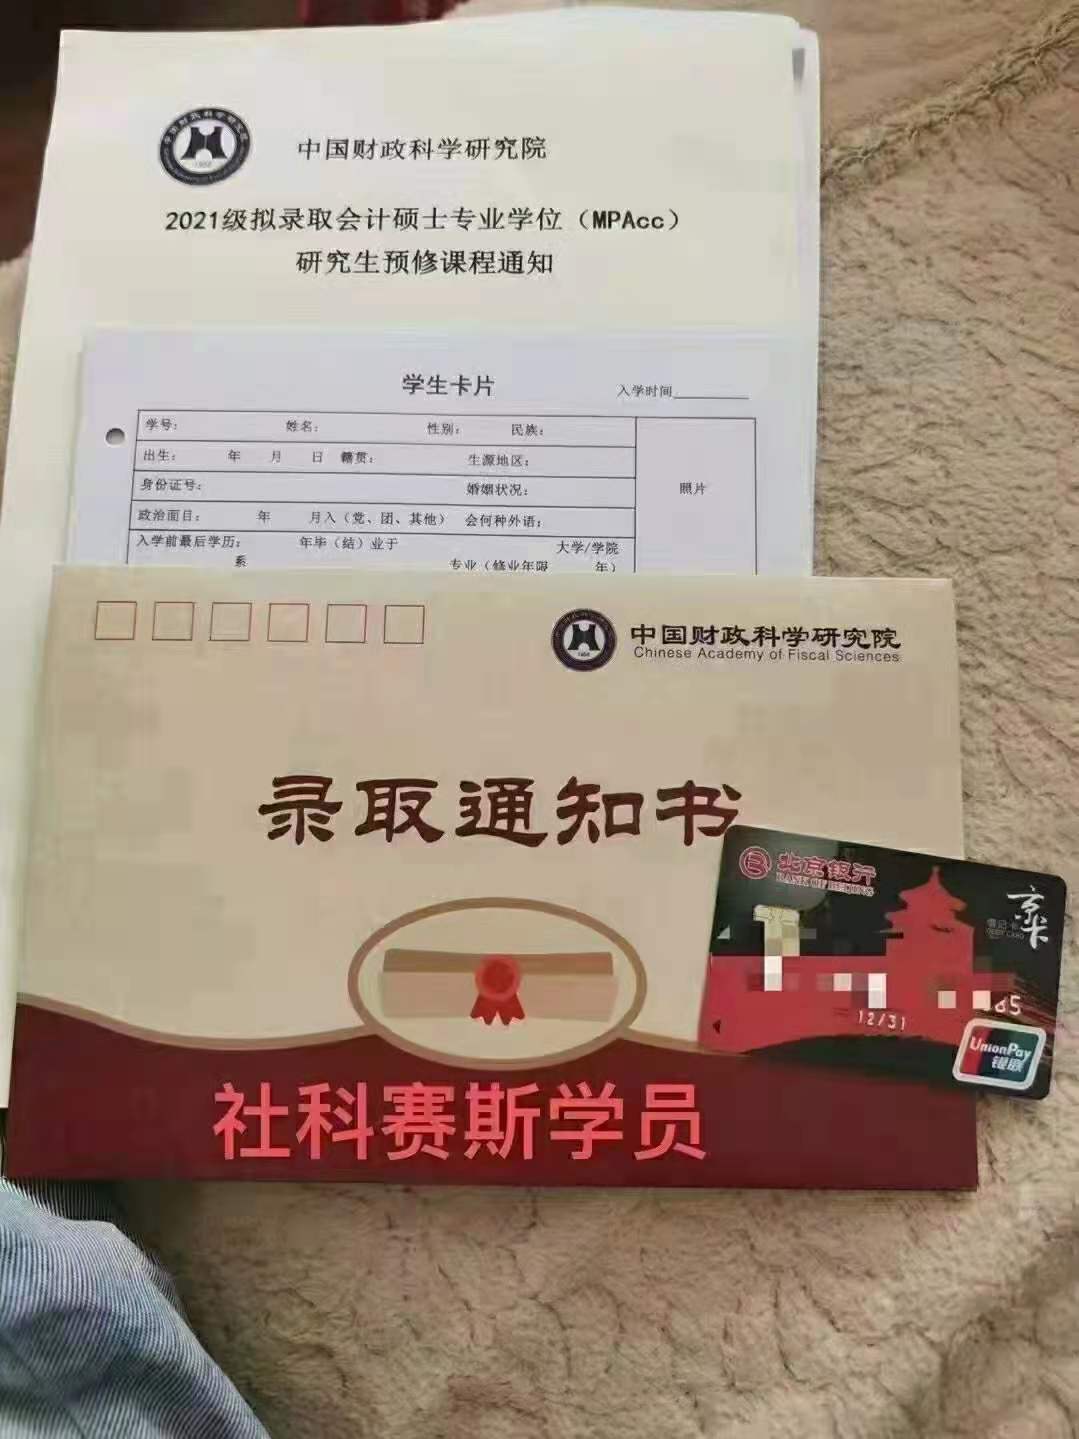 中国财政科学研究院
2021级拟录取会计硕士专业学位（MPAcc）
研究生预修课程通知
学生卡片
入学时间
学号： 姓名： 性别： 民族：
出生： 年 月 日 籍贯： 生源地区：
身份证号： 婚姻状况：
照片
政治面目： 年 月入（党、团、其他） 会何种外语：
入学前最后学历： 年毕（结）业于 大学/学院
系 专业（修业年限 年）
中国财政科学研究院
Chinese Academy of Fiscal Sciences
录取通知书
北京银行
BANK OF BEIJING
京卡
借记卡
DEBIT CARD
12/31
85
UnionPay
银联
社科赛斯学员